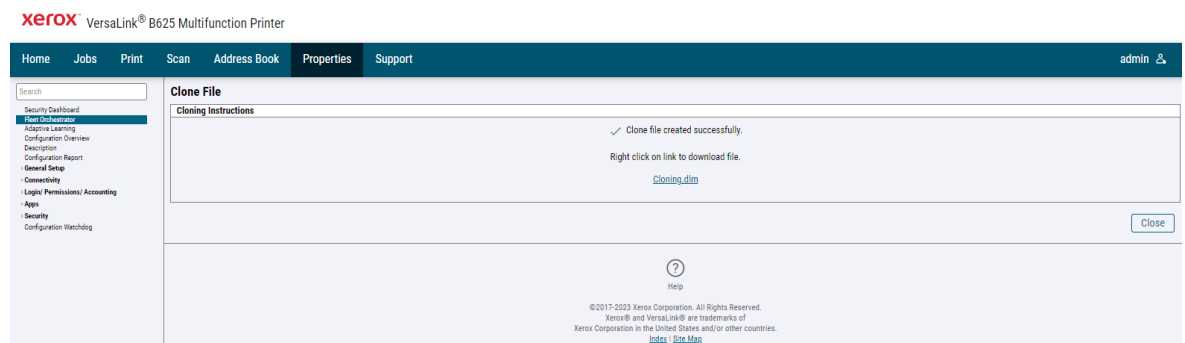 xerox™ VersaLink® B625 Multifunction Printer
Home Jobs Print Scan Address Book Properties Support admin
Search
Security Dashboard
Fleet Orchestrator
Adaptive Learning
Configuration Overview
Description
Configuration Report
General Setup
Connectivity
Login/ Permissions/ Accounting
Apps
Security
Configuration Watchdog
Clone File
Cloning Instructions
Clone file created successfully.
Right click on link to download file.
Cloning.dlm
Close
?
Help
©2017-2023 Xerox Corporation. All Rights Reserved.
Xerox® and VersaLink® are trademarks of
Xerox Corporation in the United States and/or other countries.
Index | Site Map